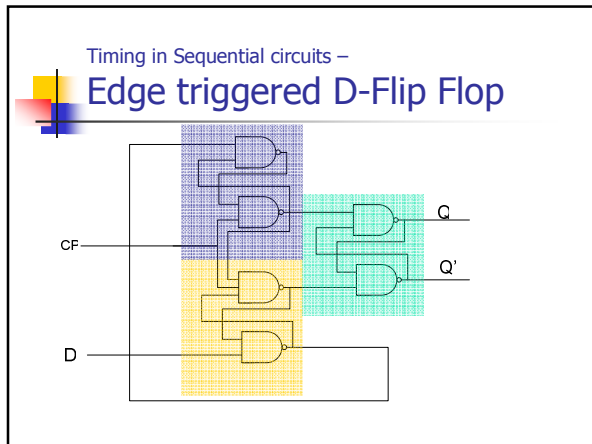 Timing in Sequential circuits –
Edge triggered D-Flip Flop
Q
CP
Q’
D